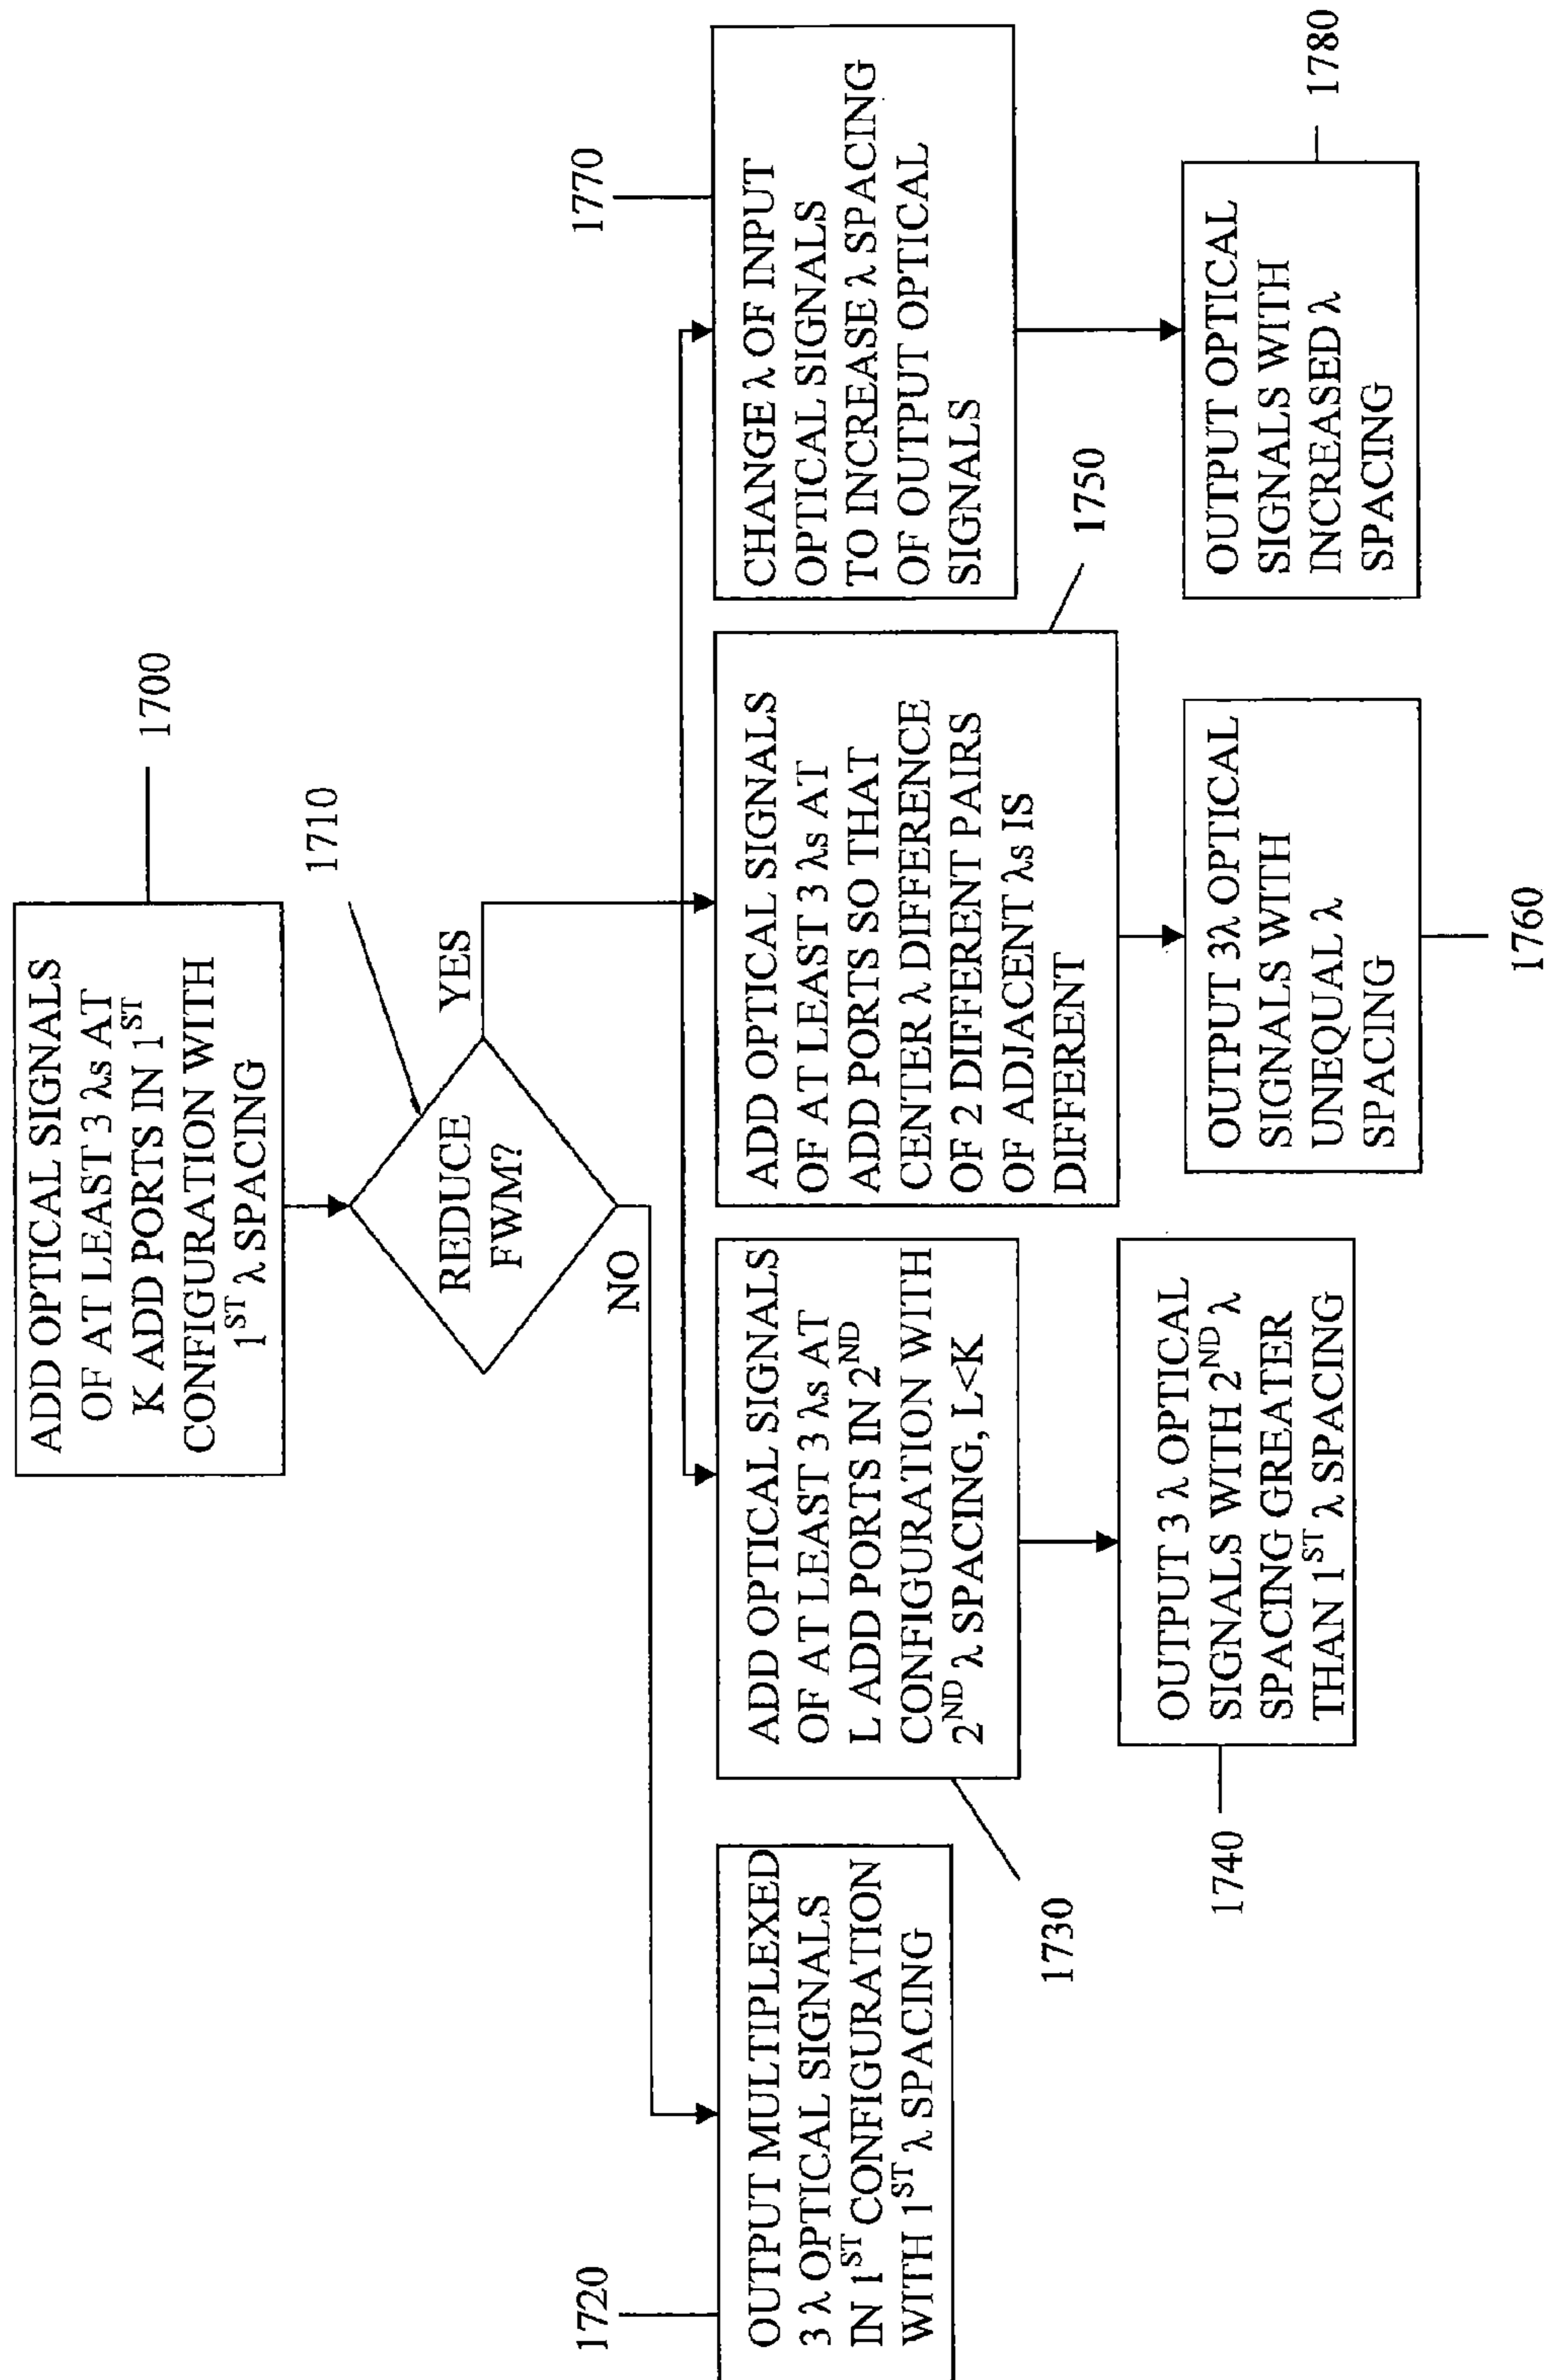 ADD OPTICAL SIGNALS
OF AT LEAST 3 λs AT
K ADD PORTS IN 1ST
CONFIGURATION WITH
1ST λ SPACING
1700
1710
REDUCE
FWM?
YES
NO
1720
OUTPUT MULTIPLEXED
3 λ OPTICAL SIGNALS
IN 1ST CONFIGURATION
WITH 1ST λ SPACING
ADD OPTICAL SIGNALS
OF AT LEAST 3 λs AT
L ADD PORTS IN 2ND
CONFIGURATION WITH
2ND λ SPACING, L<K
1730
OUTPUT 3 λ OPTICAL
SIGNALS WITH 2ND λ
SPACING GREATER
THAN 1ST λ SPACING
1740
ADD OPTICAL SIGNALS
OF AT LEAST 3 λs AT
ADD PORTS SO THAT
CENTER λ DIFFERENCE
OF 2 DIFFERENT PAIRS
OF ADJACENT λs IS
DIFFERENT
1750
OUTPUT 3λ OPTICAL
SIGNALS WITH
UNEQUAL λ
SPACING
1760
1770
CHANGE λ OF INPUT
OPTICAL SIGNALS
TO INCREASE λ SPACING
OF OUTPUT OPTICAL
SIGNALS
OUTPUT OPTICAL
SIGNALS WITH
INCREASED λ
SPACING
1780